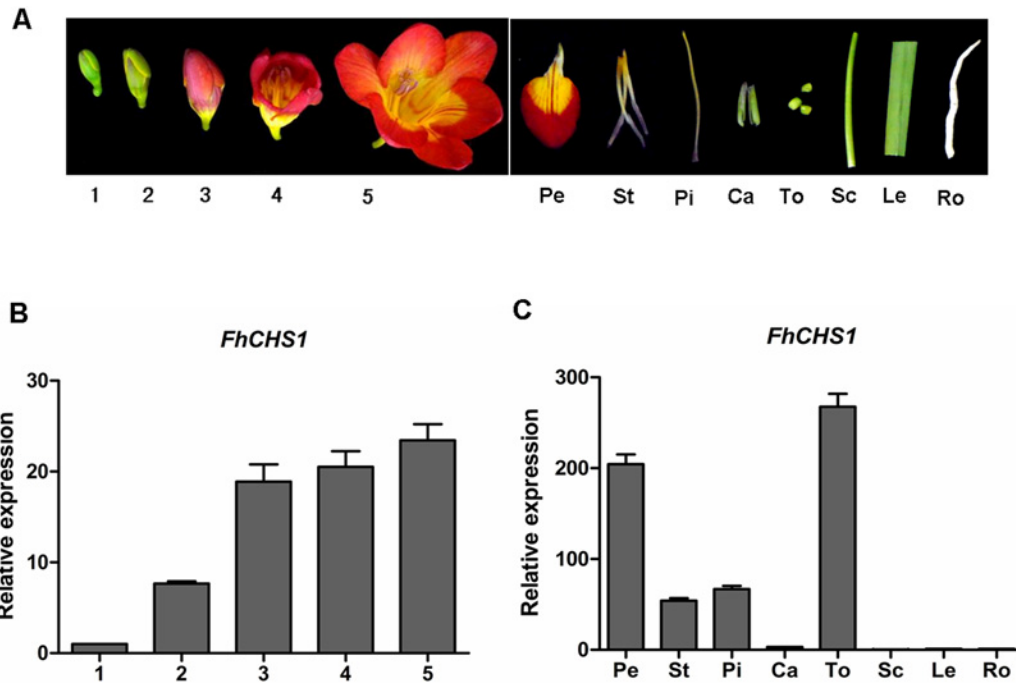 A
1 2 3 4 5 Pe St Pi Ca To Sc Le Ro
B
FhCHS1
Relative expression
30
20
10
0
1 2 3 4 5
C
FhCHS1
Relative expression
300
200
100
0
Pe St Pi Ca To Sc Le Ro